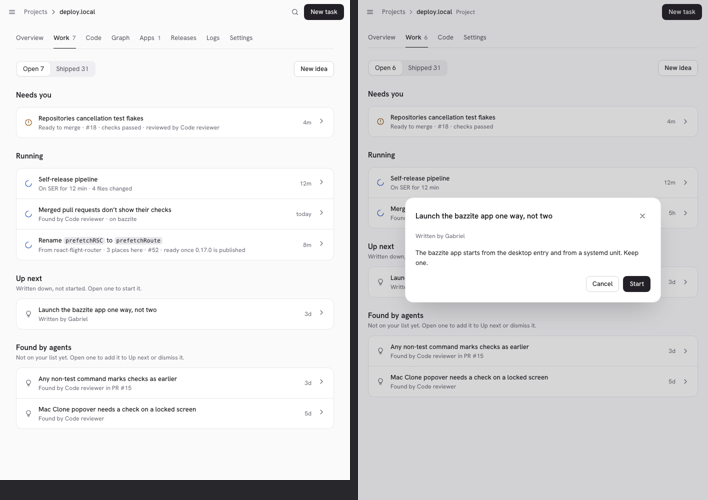 Projects > deploy.local
New task
Overview Work 7 Code Graph Apps 1 Releases Logs Settings
Open 7 Shipped 31
New idea
Needs you
Repositories cancellation test flakes
Ready to merge · #18 · checks passed · reviewed by Code reviewer
4m
Running
Self-release pipeline
On SER for 12 min · 4 files changed
12m
Merged pull requests don't show their checks
Found by Code reviewer · on bazzite
today
Rename prefetchRSC to prefetchRoute
From react-flight-router · 3 places here · #52 · ready once 0.17.0 is published
8m
Up next
Written down, not started. Open one to start it.
Launch the bazzite app one way, not two
Written by Gabriel
3d
Found by agents
Not on your list yet. Open one to add it to Up next or dismiss it.
Any non-test command marks checks as earlier
Found by Code reviewer in PR #15
3d
Mac Clone popover needs a check on a locked screen
Found by Code reviewer
5d
Projects > deploy.local Project
New task
Overview Work 6 Code Settings
Open 6 Shipped 31
New idea
Needs you
Repositories cancellation test flakes
Ready to merge · #18 · checks passed
4m
Running
Self-release pipeline
On SER for 12 min
12m
Merg
Foun
5h
Up next
Written down,
Laun
Writt
3d
Launch the bazzite app one way, not two
Written by Gabriel
The bazzite app starts from the desktop entry and from a systemd unit. Keep
one.
Cancel Start
Found by agents
Not on your list yet. Open one to add it to Up next or dismiss it.
Any non-test command marks checks as earlier
Found by Code reviewer in PR #15
3d
Mac Clone popover needs a check on a locked screen
Found by Code reviewer
5d